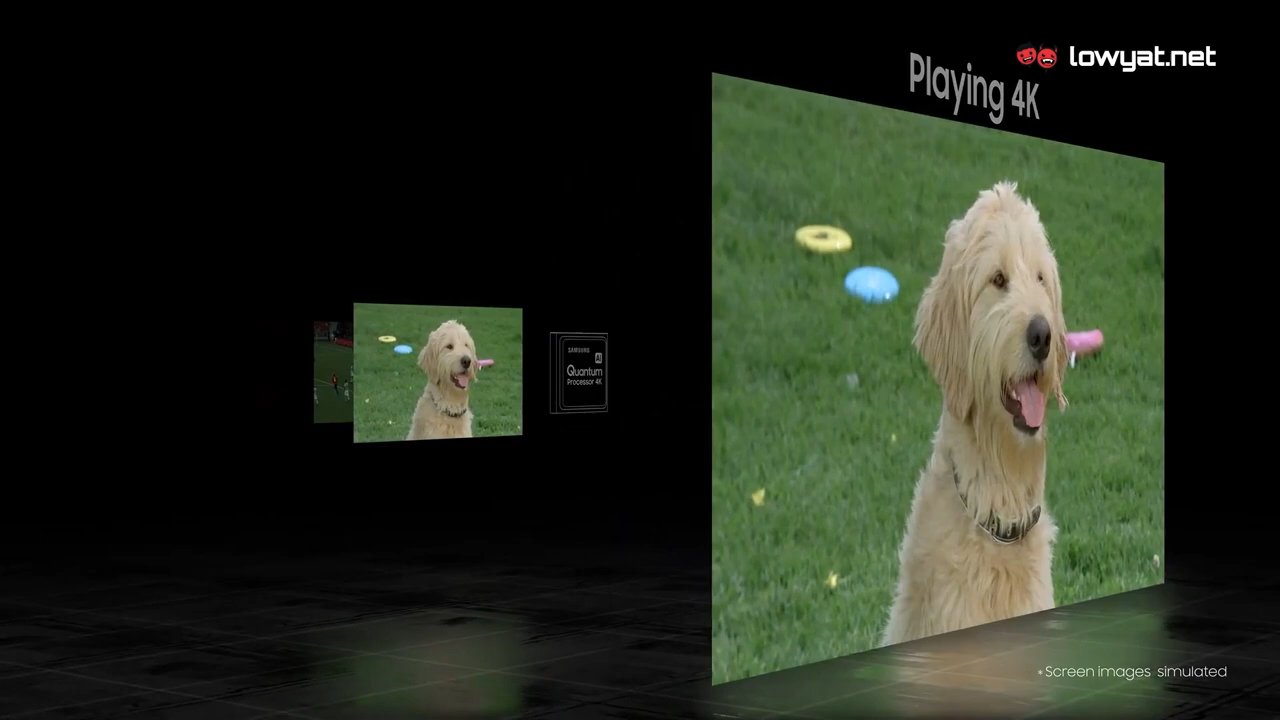 lowyat.net
Playing 4K
SAMSUNG
AI
Quantum
Processor 4K
*Screen images simulated